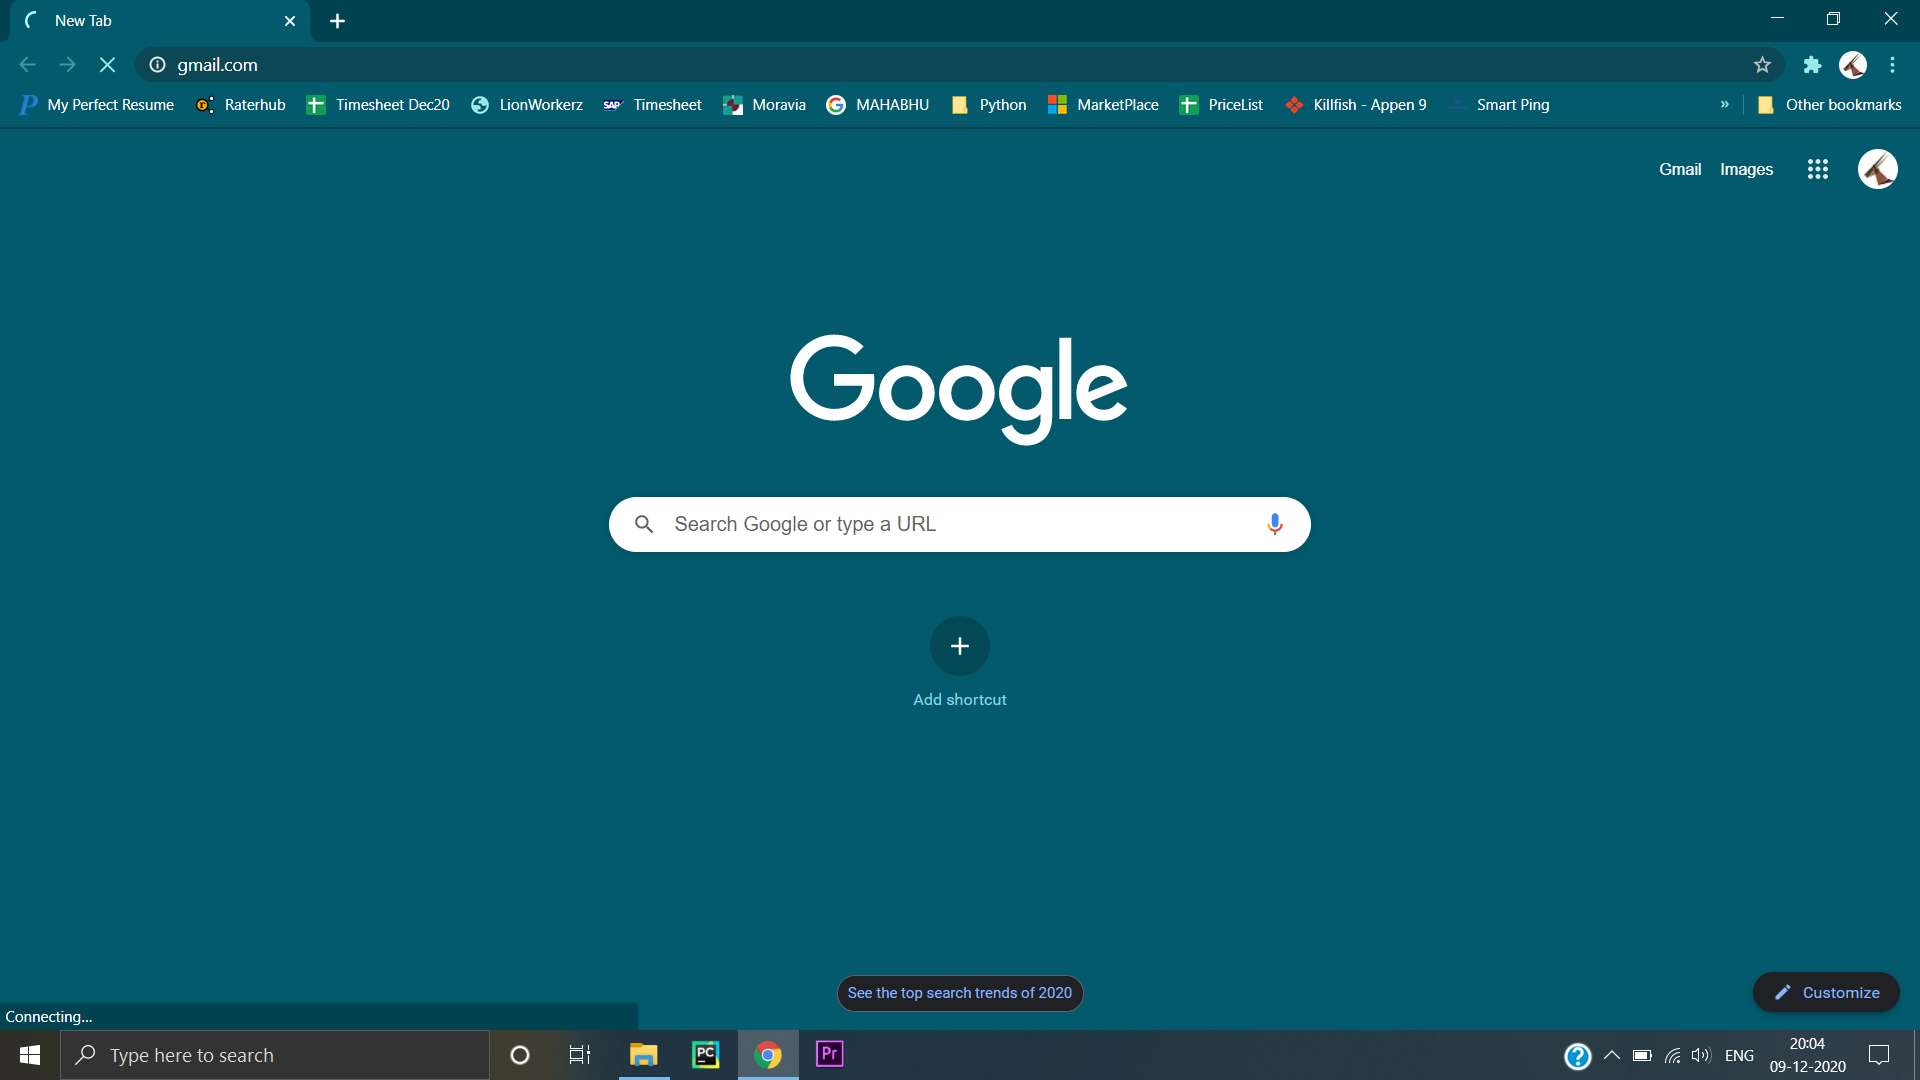 New Tab
gmail.com
My Perfect Resume Raterhub Timesheet Dec20 LionWorkerz SAP Timesheet Moravia MAHABHU Python MarketPlace PriceList Killfish - Appen 9 Smart Ping » Other bookmarks
Gmail Images
Google
Search Google or type a URL
Add shortcut
See the top search trends of 2020
Customize
Connecting...
Type here to search
PC
Pr
ENG
20:04
09-12-2020